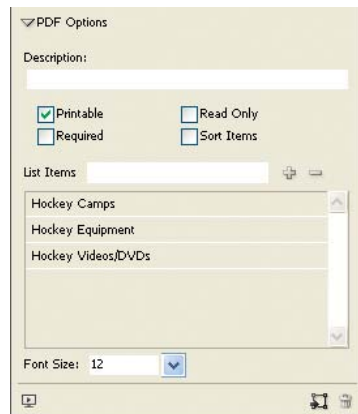 PDF Options
Description:
Printable Read Only
Required Sort Items
List Items
Hockey Camps
Hockey Equipment
Hockey Videos/DVDs
Font Size: 12